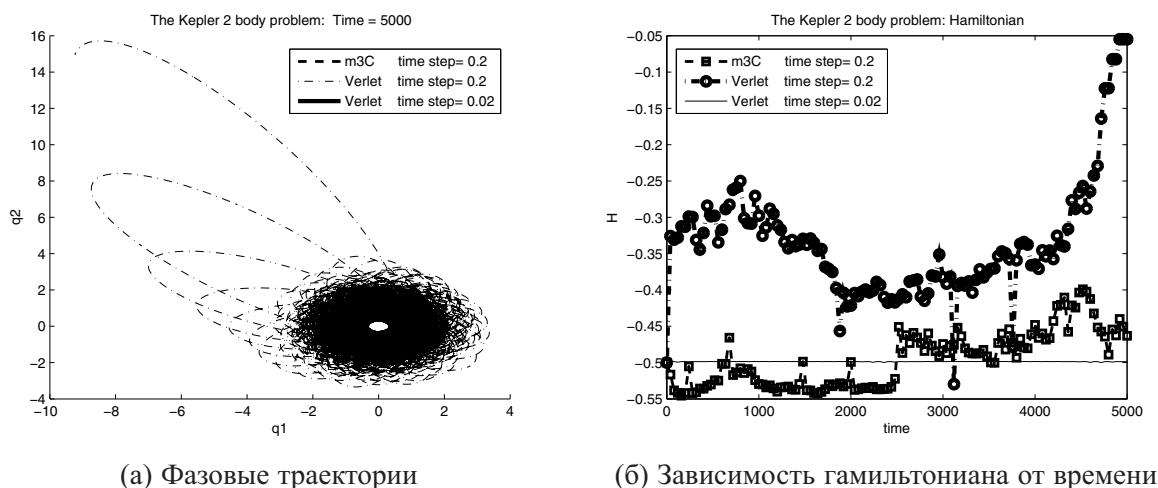 The Kepler 2 body problem:  Time = 5000
16
14
12
10
8
6
4
2
0
−2
−4
q2
−10
−8
−6
−4
−2
0
2
4
q1
m3C time step= 0.2
Verlet time step= 0.2
Verlet time step= 0.02
(а) Фазовые траектории
The Kepler 2 body problem: Hamiltonian
−0.05
−0.1
−0.15
−0.2
−0.25
−0.3
−0.35
−0.4
−0.45
−0.5
−0.55
H
0
1000
2000
3000
4000
5000
time
m3C time step= 0.2
Verlet time step= 0.2
Verlet time step= 0.02
(б) Зависимость гамильтониана от времени